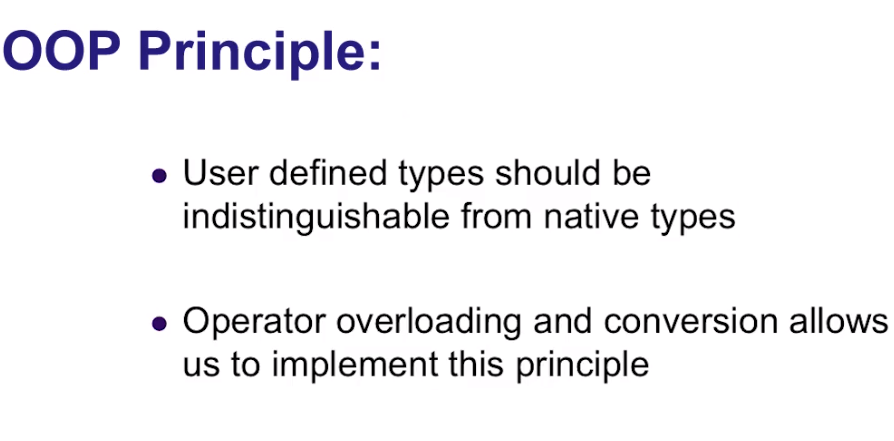 OOP Principle:
• User defined types should be
indistinguishable from native types
• Operator overloading and conversion allows
us to implement this principle